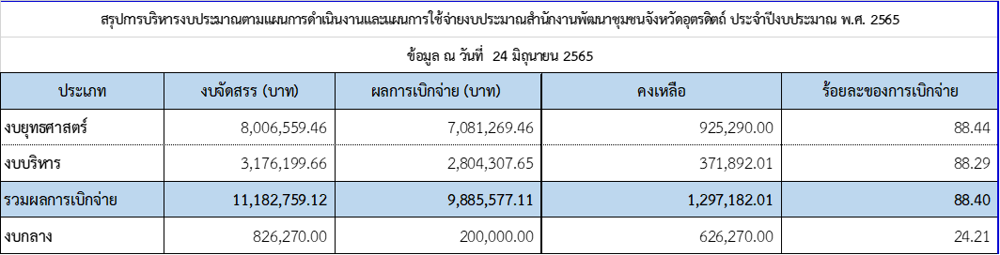 สรุปการบริหารงบประมาณตามแผนการดำเนินงานและแผนการใช้จ่ายงบประมาณสำนักงานพัฒนาชุมชนจังหวัดอุตรดิตถ์ ประจำปีงบประมาณ พ.ศ. 2565
ข้อมูล ณ วันที่ 24 มิถุนายน 2565
ประเภท งบจัดสรร (บาท) ผลการเบิกจ่าย (บาท) คงเหลือ ร้อยละของการเบิกจ่าย
งบยุทธศาสตร์ 8,006,559.46 7,081,269.46 925,290.00 88.44
งบบริหาร 3,176,199.66 2,804,307.65 371,892.01 88.29
รวมผลการเบิกจ่าย 11,182,759.12 9,885,577.11 1,297,182.01 88.40
งบกลาง 826,270.00 200,000.00 626,270.00 24.21